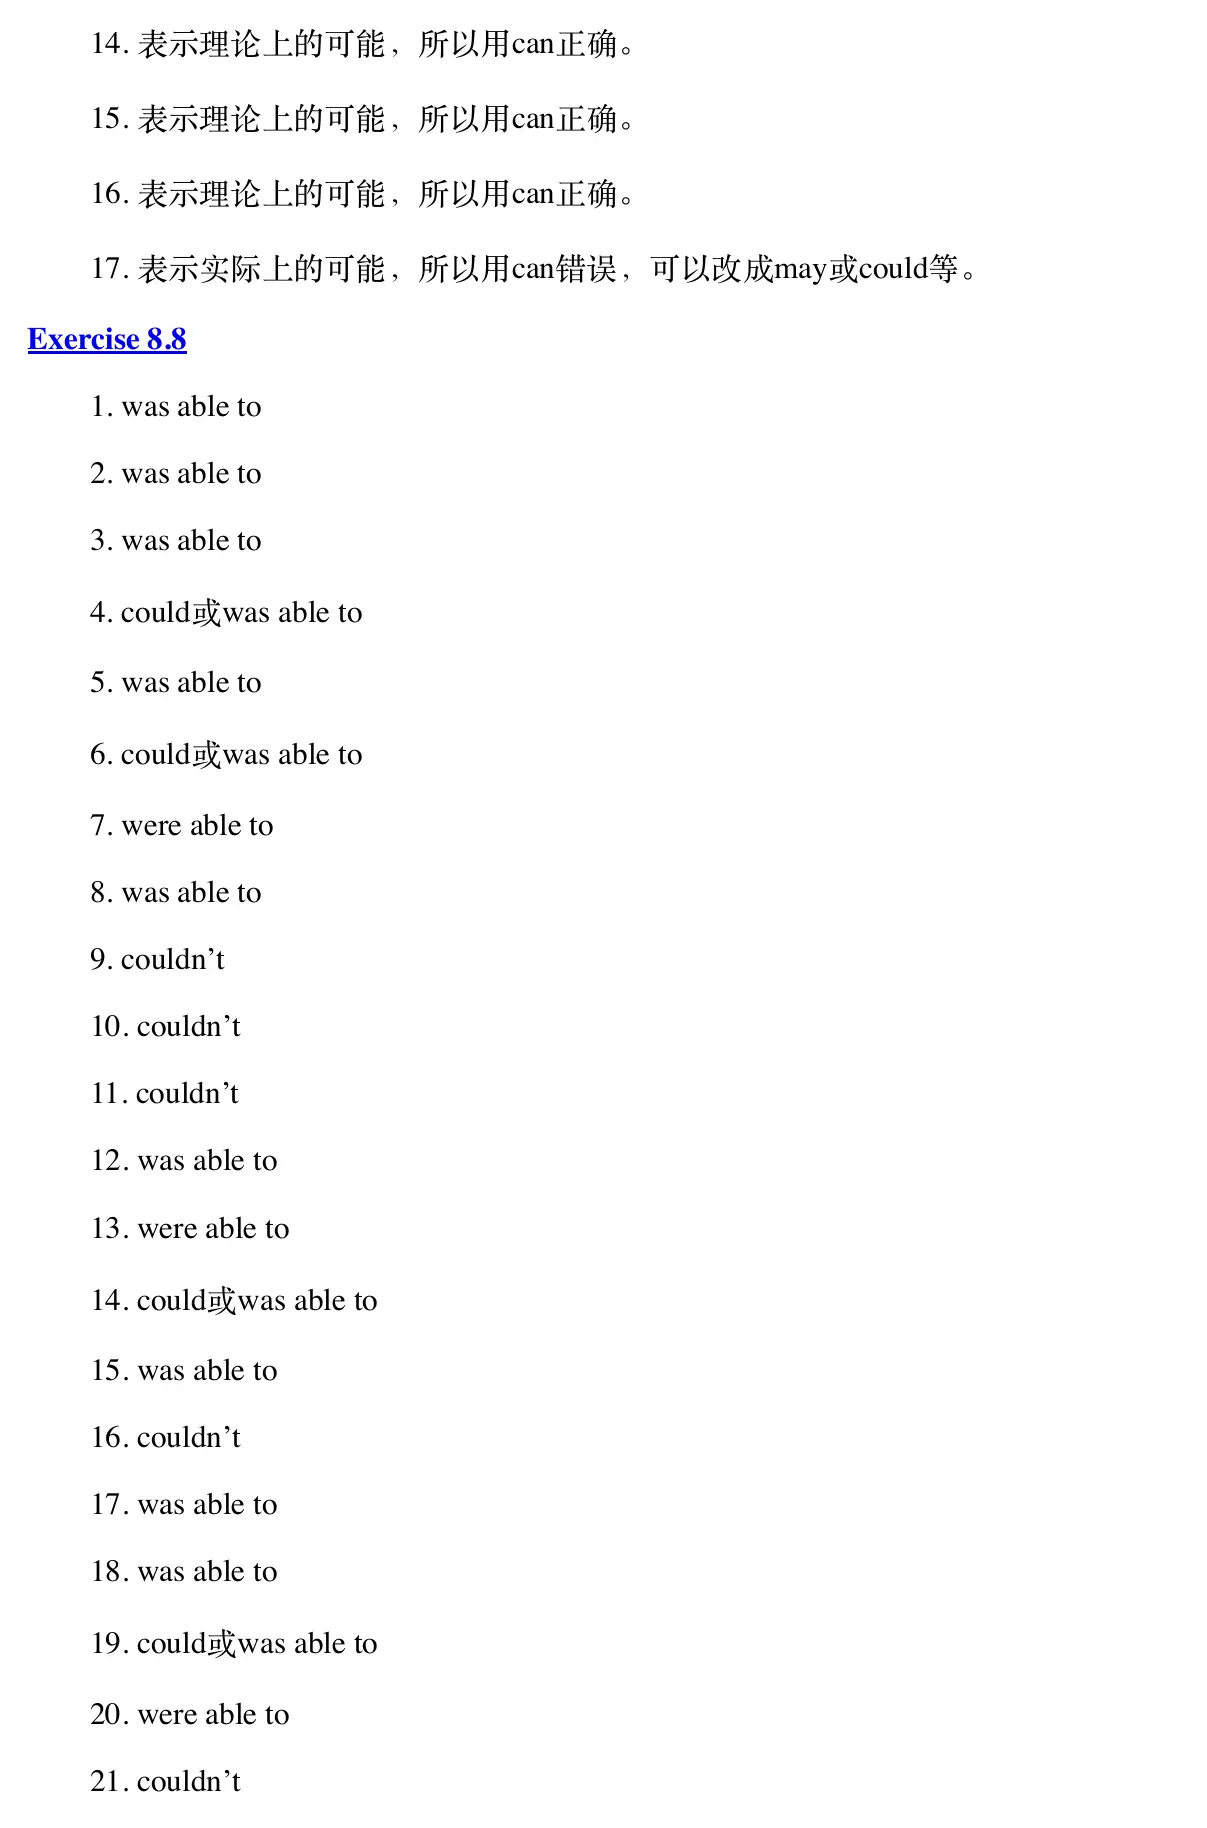 14. 表示理论上的可能，所以用can正确。
15. 表示理论上的可能，所以用can正确。
16. 表示理论上的可能，所以用can正确。
17. 表示实际上的可能，所以用can错误，可以改成may或could等。
Exercise 8.8
1. was able to
2. was able to
3. was able to
4. could或was able to
5. was able to
6. could或was able to
7. were able to
8. was able to
9. couldn’t
10. couldn’t
11. couldn’t
12. was able to
13. were able to
14. could或was able to
15. was able to
16. couldn’t
17. was able to
18. was able to
19. could或was able to
20. were able to
21. couldn’t